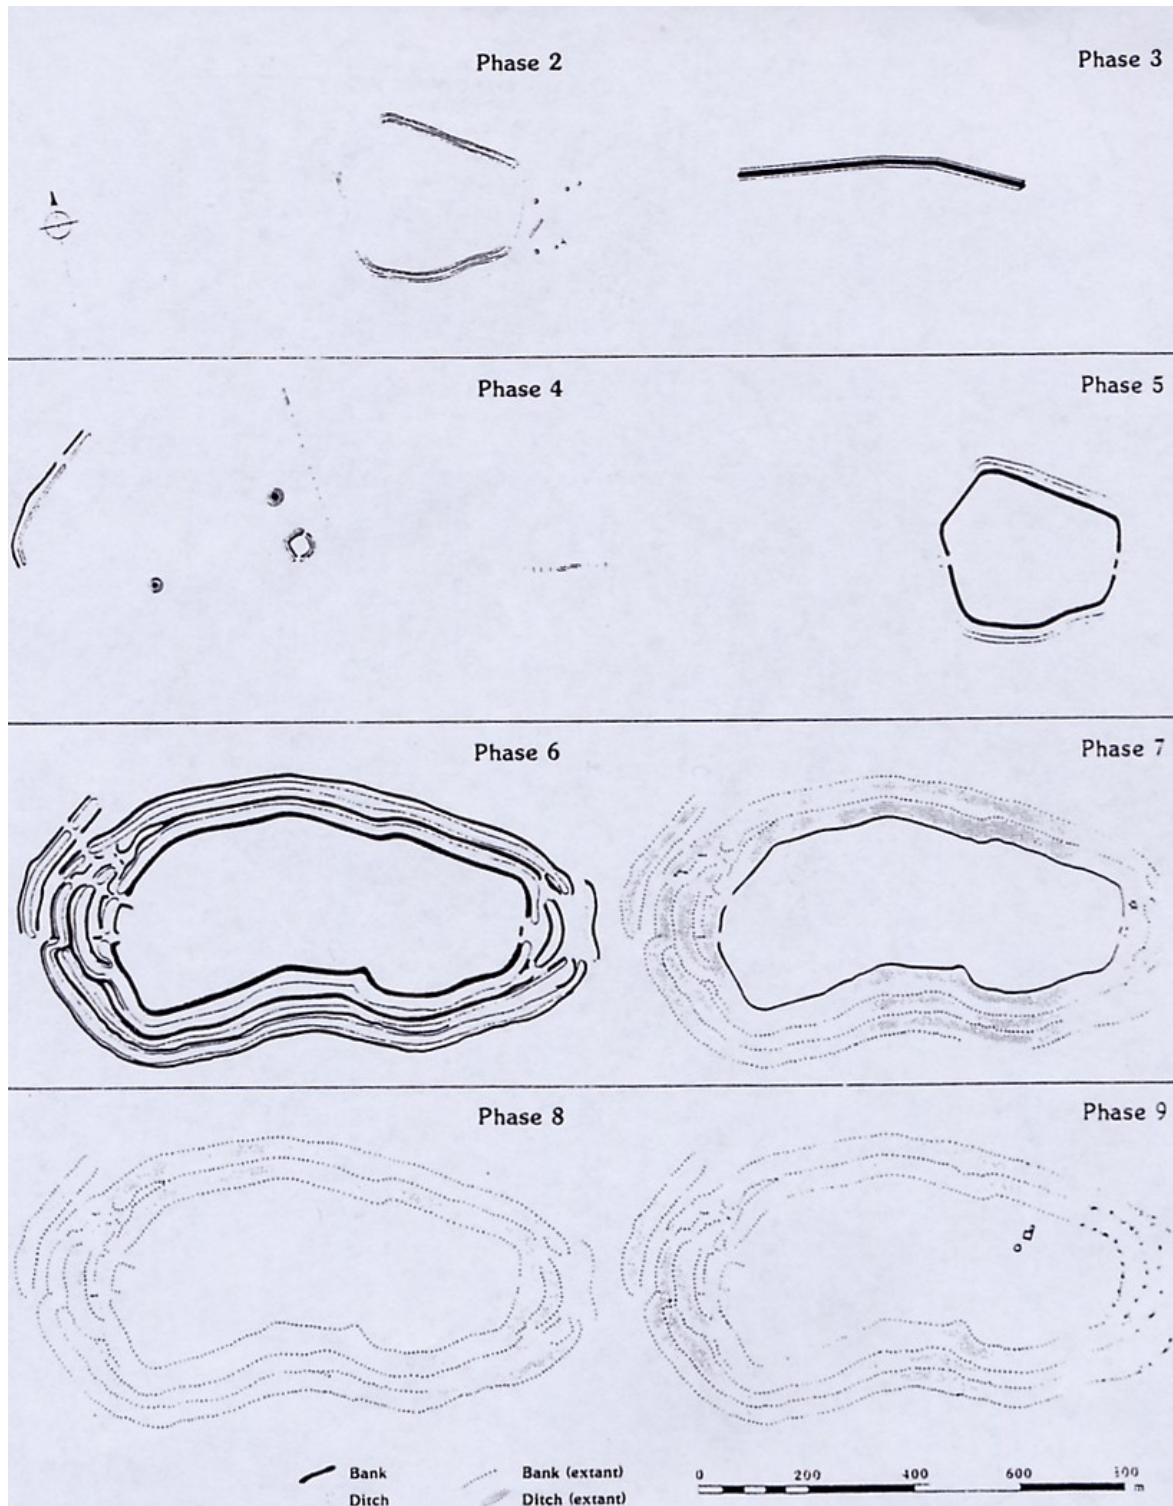 Phase 2
Phase 3
Phase 4
Phase 5
Phase 6
Phase 7
Phase 8
Phase 9
Bank
Bank (extant)
Ditch
Ditch (extant)
0 200 400 600 800
m